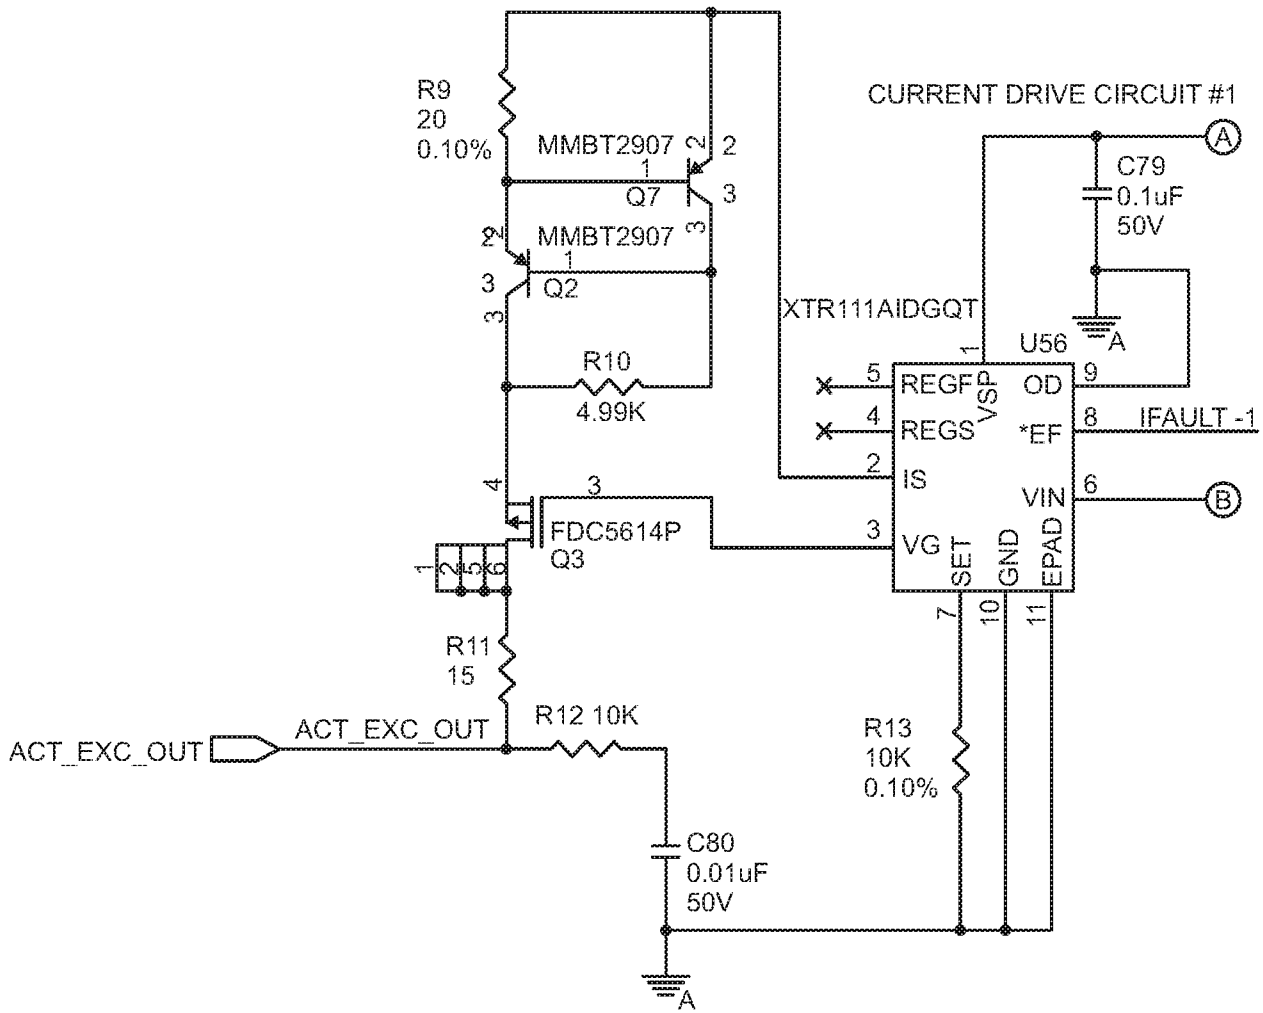 CURRENT DRIVE CIRCUIT #1
R9
20
0.10%
MMBT2907
1
Q7
2
2
3
3
A
C79
0.1uF
50V
A
2
MMBT2907
1
Q2
3
3
XTR111AIDGQT
U56
1
VSP
R10
4.99K
5
REGF
4
REGS
2
IS
3
VG
OD
9
*EF
8
IFAULT -1
VIN
6
B
SET
GND
EPAD
7
10
11
4
3
FDC5614P
Q3
1
2
5
6
R11
15
R12 10K
ACT_EXC_OUT
ACT_EXC_OUT
R13
10K
0.10%
C80
0.01uF
50V
A